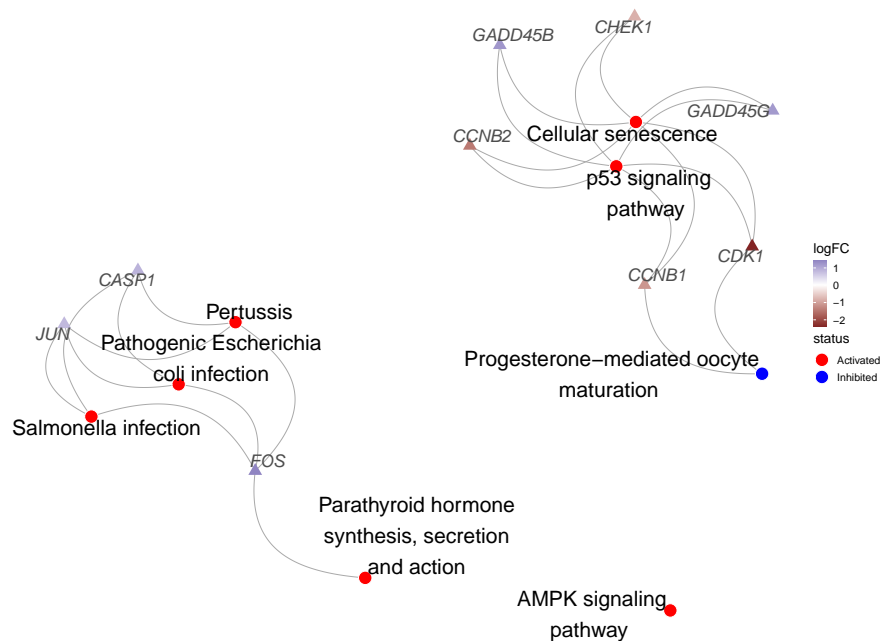 CHEK1
GADD45B
GADD45G
Cellular senescence
CCNB2
p53 signaling
pathway
CDK1
CCNB1
logFC
1
0
−1
−2
status
Activated
Inhibited
CASP1
Pertussis
JUN
Pathogenic Escherichia
coli infection
Progesterone−mediated oocyte
maturation
Salmonella infection
FOS
Parathyroid hormone
synthesis, secretion
and action
AMPK signaling
pathway